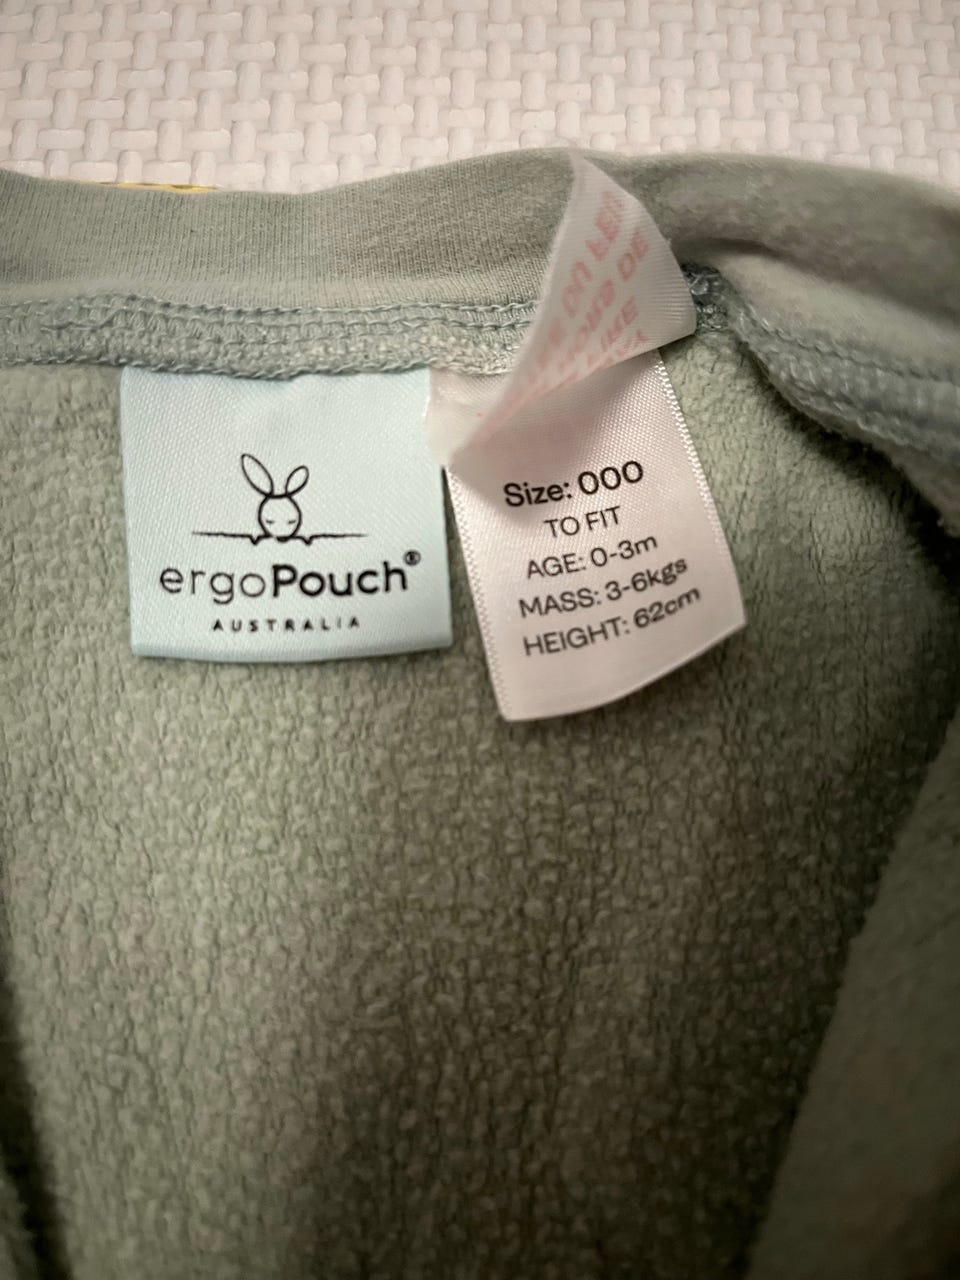 ergoPouch®
AUSTRALIA
Size: 000
TO FIT
AGE: 0-3m
MASS: 3-6kgs
HEIGHT: 62cm